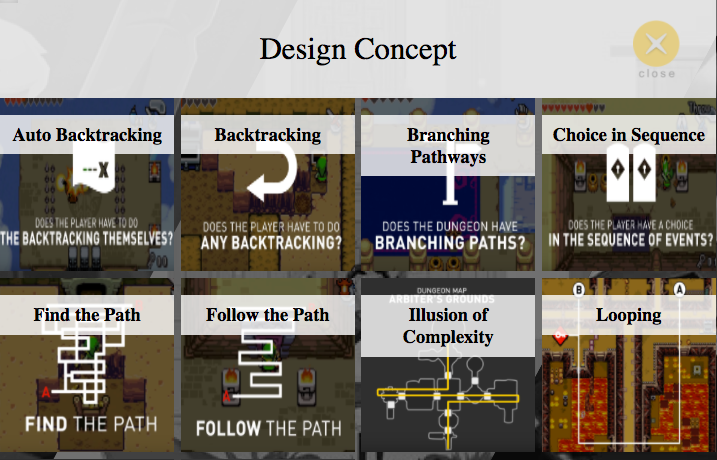 Design Concept
close
Auto Backtracking
---X
DOES THE PLAYER HAVE TO DO
THE BACKTRACKING THEMSELVES?
Backtracking
DOES THE PLAYER HAVE TO DO
ANY BACKTRACKING?
Branching
Pathways
DOES THE DUNGEON HAVE
BRANCHING PATHS?
Choice in Sequence
DOES THE PLAYER HAVE A CHOICE
IN THE SEQUENCE OF EVENTS?
Find the Path
A
FIND THE PATH
Follow the Path
A
FOLLOW THE PATH
DUNGEON MAP
ARBITER'S GROUNDS
Illusion of
Complexity
B A
Looping